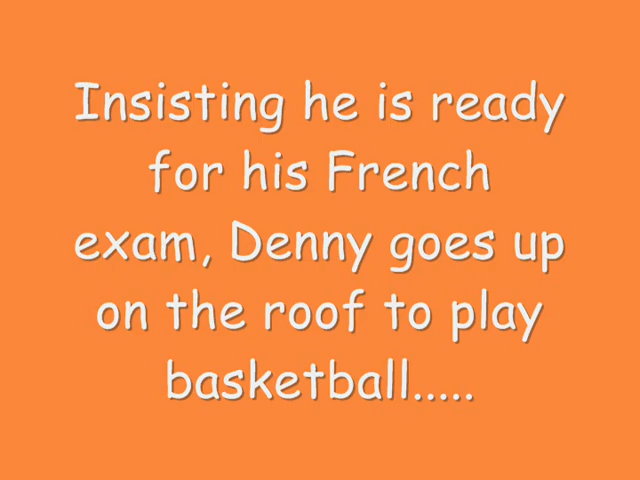 Insisting he is ready
for his French
exam, Denny goes up
on the roof to play
basketball.....